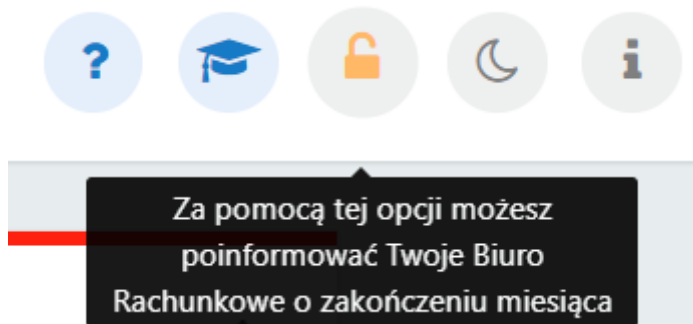 ?
i
Za pomocą tej opcji możesz
poinformować Twoje Biuro
Rachunkowe o zakończeniu miesiąca